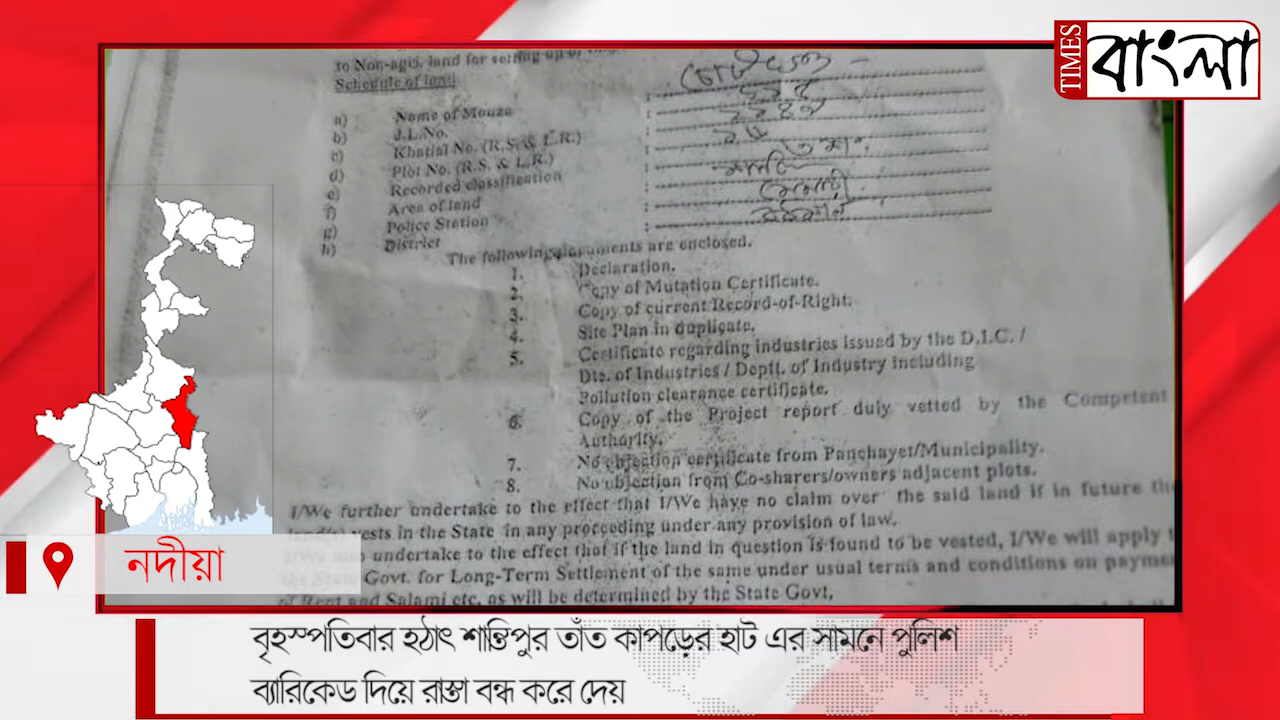 TIMES বাংলা
to Non-agid, land for setting up of
Schedule of land
a) Name of Mouza :
b) J.L. No. :
c) Khatial No. (R.S. & L.R.) :
d) Plot No. (R.S. & L.R.) :
e) Recorded classification
f) Area of land :
g) Police Station :
h) District :
The following documents are enclosed.
1. Declaration.
2. Copy of Mutation Certificate.
3. Copy of current Record-of-Right.
4. Site Plan in duplicate.
5. Certificate regarding industries issued by the D.I.C. /
Dte. of Industries / Deptt. of Industry including
Pollution clearance certificate.
6. Copy of the Project report duly vetted by the Competent
Authority.
7. No objection certificate from Panchayet/Municipality.
8. No objection from Co-sharers/owners adjacent plots.
I/We further undertake to the effect that I/We have no claim over the said land if in future the
land(s) vests in the State in any proceeding under any provision of law.
undertake to the effect that if the land in question is found to be vested, I/We will apply
the State Govt. for Long-Term Settlement of the same under usual terms and conditions on
of Rent and Salami etc. as will be determined by the State Govt.
নদীয়া
বৃহস্পতিবার হঠাৎ শান্তিপুর তাঁত কাপড়ের হাট এর সামনে পুলিশ
ব্যারিকেড দিয়ে রাস্তা বন্ধ করে দেয়